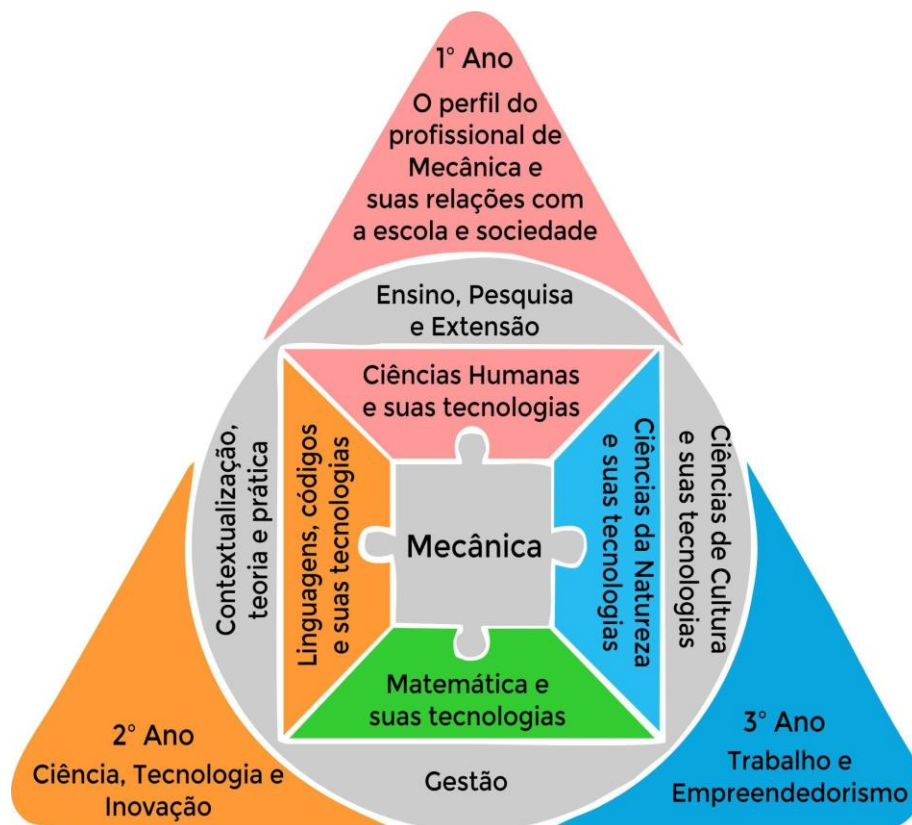 1° Ano
O perfil do
profissional de
Mecânica e
suas relações com
a escola e sociedade
Ensino, Pesquisa
e Extensão
Ciências Humanas
e suas tecnologias
Contextualização,
teoria e prática
Linguagens, códigos
e suas tecnologias
Mecânica
Ciências da Natureza
e suas tecnologias
Ciências de Cultura
e suas tecnologias
Matemática e
suas tecnologias
Gestão
2° Ano
Ciência, Tecnologia e
Inovação
3° Ano
Trabalho e
Empreendedorismo